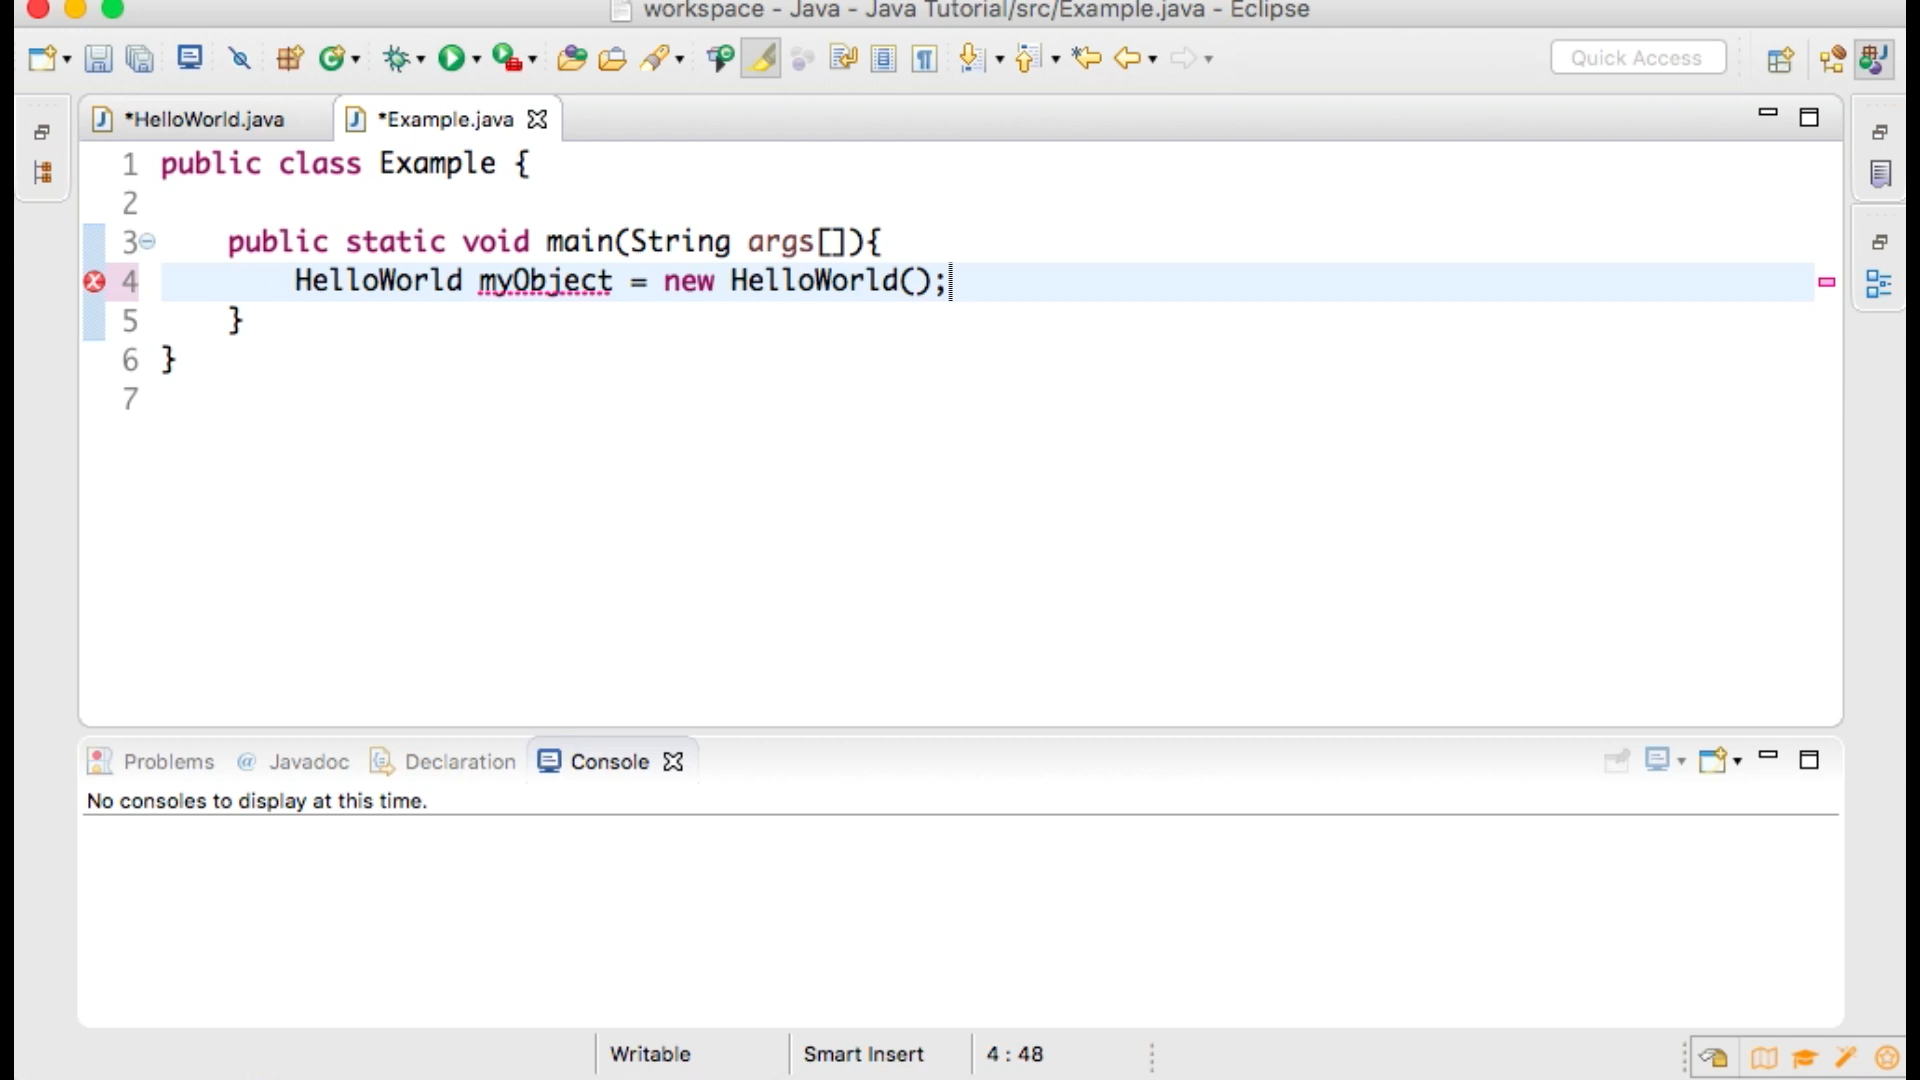 workspace - Java - Java Tutorial/src/Example.java - Eclipse
Quick Access
*HelloWorld.java
*Example.java
1 public class Example {
2
3 public static void main(String args[]){
4 HelloWorld myObject = new HelloWorld();
5 }
6 }
7
Problems @ Javadoc Declaration Console
No consoles to display at this time.
Writable Smart Insert 4 : 48